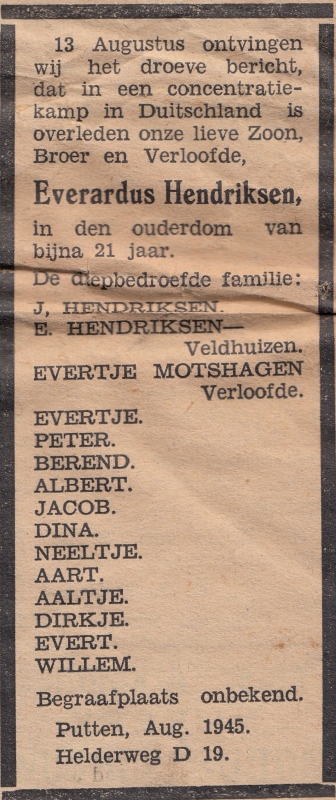 13 Augustus ontvingen
wij het droeve bericht,
dat in een concentratie-
kamp in Duitschland is
overleden onze lieve Zoon,
Broer en Verloofde,
Everardus Hendriksen,
in den ouderdom van
bijna 21 jaar.
De diepbedroefde familie:
J. HENDRIKSEN.
E. HENDRIKSEN—
Veldhuizen.
EVERTJE MOTSHAGEN
Verloofde.
EVERTJE.
PETER.
BEREND.
ALBERT.
JACOB.
DINA.
NEELTJE.
AART.
AALTJE.
DIRKJE.
EVERT.
WILLEM.
Begraafplaats onbekend.
Putten, Aug. 1945.
Helderweg D 19.